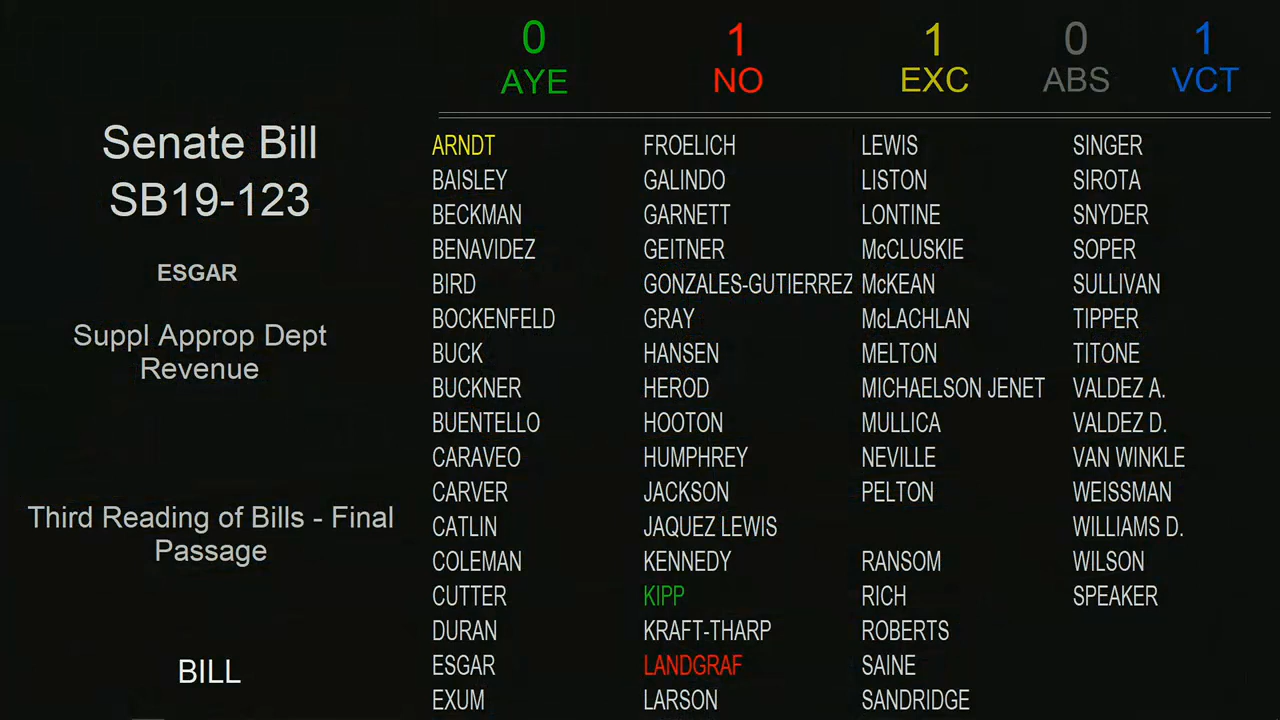 0 1 1 0 1
AYE NO EXC ABS VCT
Senate Bill
SB19-123
ESGAR
Suppl Approp Dept
Revenue
Third Reading of Bills - Final
Passage
BILL
ARNDT
BAISLEY
BECKMAN
BENAVIDEZ
BIRD
BOCKENFELD
BUCK
BUCKNER
BUENTELLO
CARAVEO
CARVER
CATLIN
COLEMAN
CUTTER
DURAN
ESGAR
EXUM
FROELICH
GALINDO
GARNETT
GEITNER
GONZALES-GUTIERREZ
GRAY
HANSEN
HEROD
HOOTON
HUMPHREY
JACKSON
JAQUEZ LEWIS
KENNEDY
KIPP
KRAFT-THARP
LANDGRAF
LARSON
LEWIS
LISTON
LONTINE
McCLUSKIE
McKEAN
McLACHLAN
MELTON
MICHAELSON JENET
MULLICA
NEVILLE
PELTON
RANSOM
RICH
ROBERTS
SAINE
SANDRIDGE
SINGER
SIROTA
SNYDER
SOPER
SULLIVAN
TIPPER
TITONE
VALDEZ A.
VALDEZ D.
VAN WINKLE
WEISSMAN
WILLIAMS D.
WILSON
SPEAKER